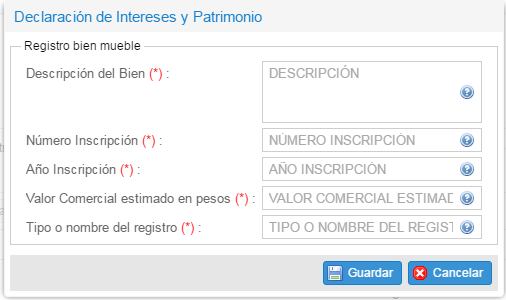 Declaración de Intereses y Patrimonio
Registro bien mueble
Descripción del Bien (*) :
DESCRIPCIÓN
Número Inscripción (*) :
NÚMERO INSCRIPCIÓN
Año Inscripción (*) :
AÑO INSCRIPCIÓN
Valor Comercial estimado en pesos (*) :
VALOR COMERCIAL ESTIMAD
Tipo o nombre del registro (*) :
TIPO O NOMBRE DEL REGIST
Guardar
Cancelar